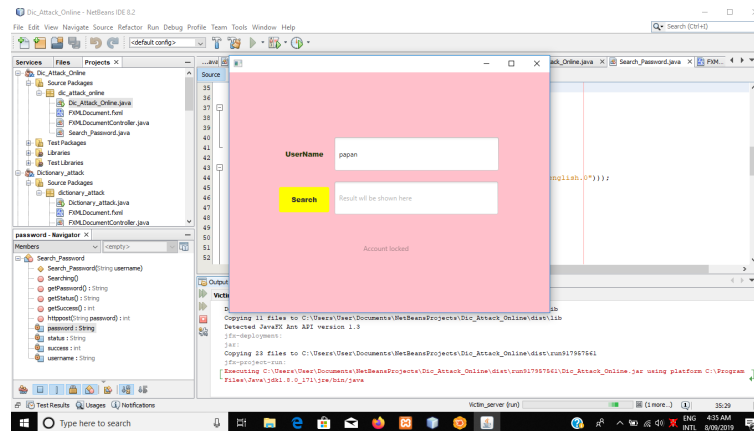 Dic_Attack_Online - NetBeans IDE 8.2
File Edit View Navigate Source Refactor Run Debug Profile Team Tools Window Help
Search (Ctrl+I)
<default config>
Services Files Projects
Dic_Attack_Online
Source Packages
dic_attack_online
Dic_Attack_Online.java
FXMLDocument.fxml
FXMLDocumentController.java
Search_Password.java
Test Packages
Libraries
Test Libraries
Dictionary_attack
Source Packages
dictionary_attack
Dictionary_attack.java
FXMLDocument.fxml
FXMLDocumentController.java
password - Navigator
Members <empty>
Search_Password
Search_Password(String username)
Searching()
getPassword() : String
getStatus() : String
getSuccess() : int
httppost(String password) : int
password : String
status : String
success : int
username : String
...ava
ack_Online.java Search_Password.java FXM...
Source
35
36
37
38
39
40
41
42
43
44
45
46
47
48
49
50
51
52
english.0")));
UserName papan
Search Result will be shown here
Account locked
Output
Copying 11 files to C:\Users\User\Documents\NetBeansProjects\Dic_Attack_Online\dist\lib
Detected JavaFX Ant API version 1.3
jfx-deployment:
jar:
Copying 23 files to C:\Users\User\Documents\NetBeansProjects\Dic_Attack_Online\dist\run917957561
jfx-project-run:
Executing C:\Users\User\Documents\NetBeansProjects\Dic_Attack_Online\dist\run917957561\Dic_Attack_Online.jar using platform C:\Program
Files\Java\jdk1.8.0_171\jre/bin/java
Test Results Usages Notifications
Victim_server (run) (1 more...) 1 35:29
Type here to search
ENG
INTL
4:35 AM
8/09/2019